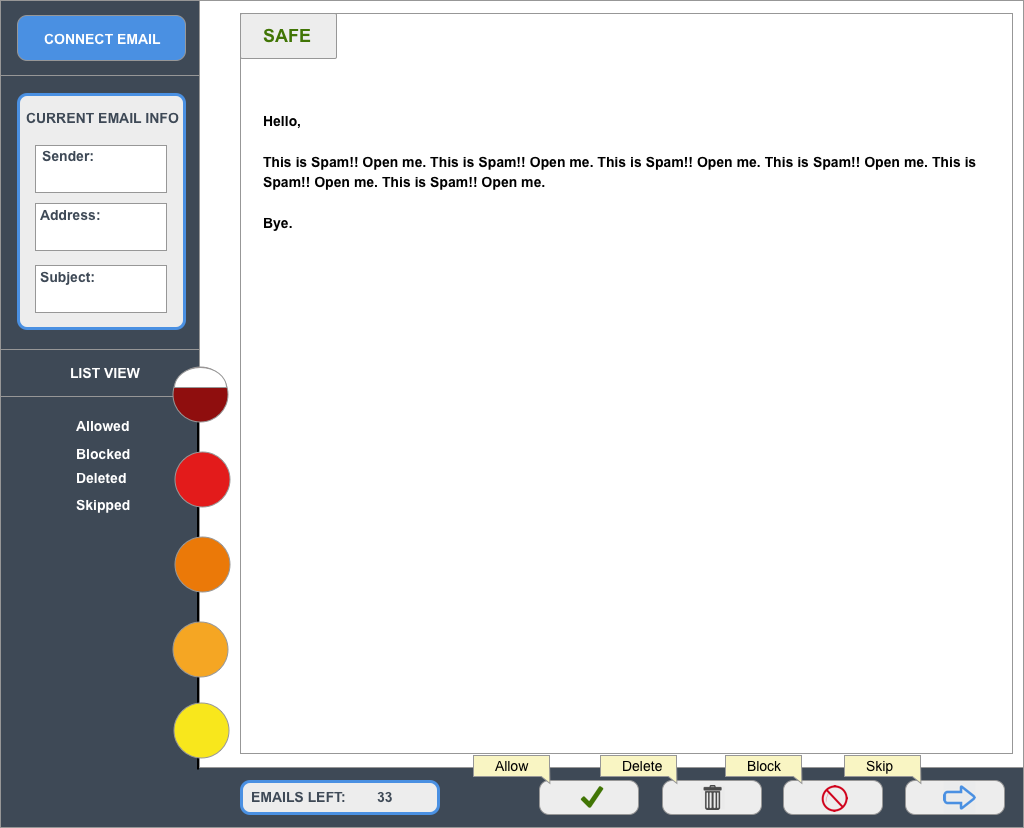 CONNECT EMAIL
SAFE
CURRENT EMAIL INFO
Sender:
Address:
Subject:
Hello,
This is Spam!! Open me. This is Spam!! Open me. This is Spam!! Open me. This is Spam!! Open me. This is
Spam!! Open me. This is Spam!! Open me.
Bye.
LIST VIEW
Allowed
Blocked
Deleted
Skipped
Allow
Delete
Block
Skip
EMAILS LEFT: 33